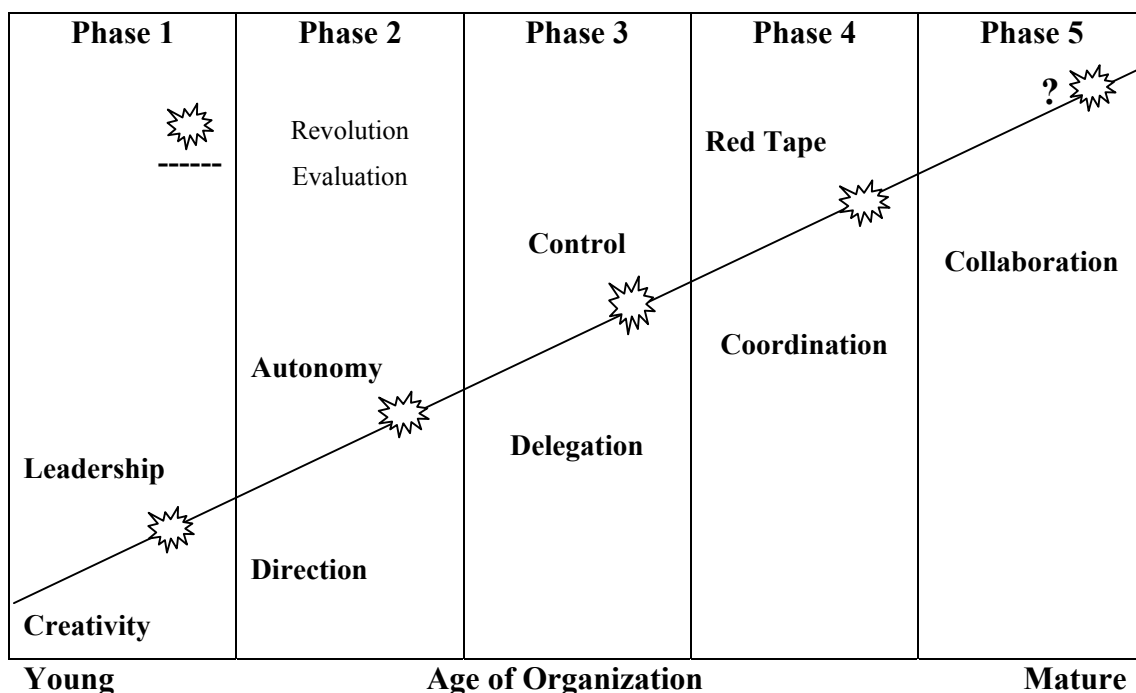 Phase 1 Phase 2 Phase 3 Phase 4 Phase 5
?
Revolution
Red Tape
Evaluation
Control
Collaboration
Coordination
Autonomy
Delegation
Leadership
Direction
Creativity
Young Age of Organization Mature